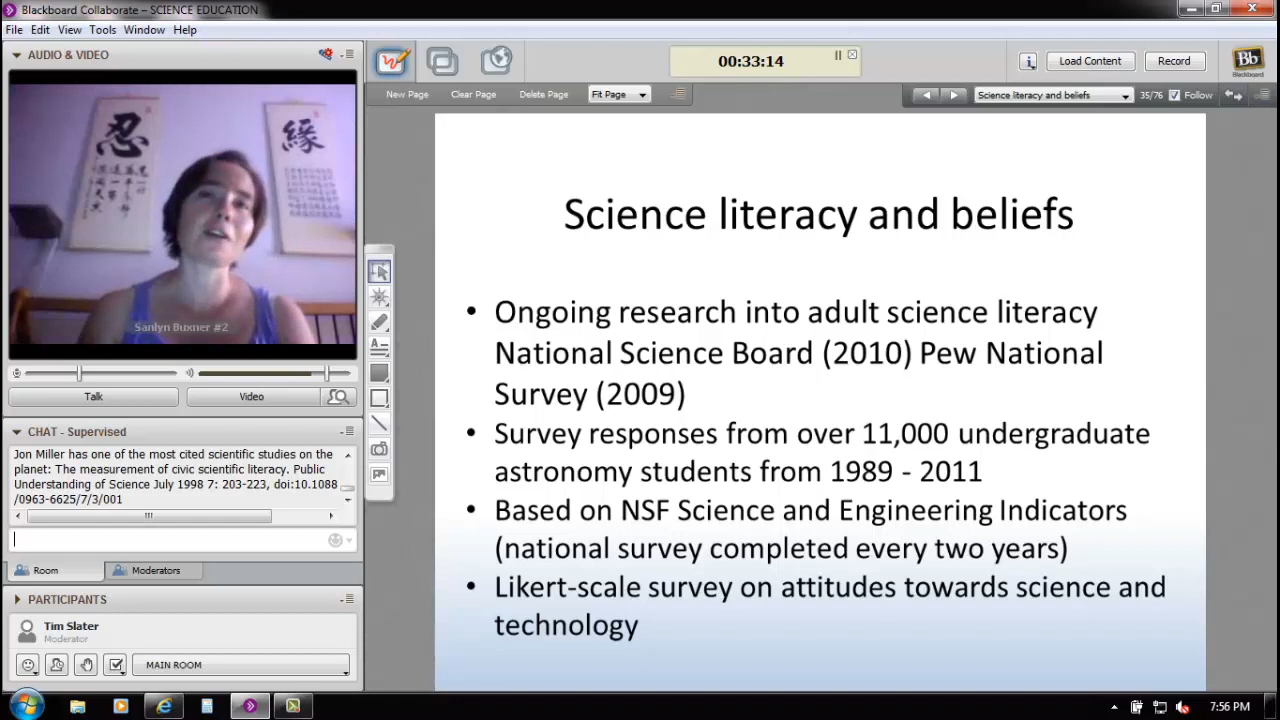 Blackboard Collaborate - SCIENCE EDUCATION
File Edit View Tools Window Help
AUDIO & VIDEO
忍
緣
Sanlyn Buxner #2
Talk
Video
CHAT - Supervised
Jon Miller has one of the most cited scientific studies on the
planet: The measurement of civic scientific literacy. Public
Understanding of Science July 1998 7: 203-223, doi:10.1088
/0963-6625/7/3/001
Room
Moderators
PARTICIPANTS
Tim Slater
Moderator
MAIN ROOM
00:33:14
Load Content
Record
Bb
Blackboard
New Page Clear Page Delete Page Fit Page
Science literacy and beliefs 35/76 Follow
Science literacy and beliefs
• Ongoing research into adult science literacy
National Science Board (2010) Pew National
Survey (2009)
• Survey responses from over 11,000 undergraduate
astronomy students from 1989 - 2011
• Based on NSF Science and Engineering Indicators
(national survey completed every two years)
• Likert-scale survey on attitudes towards science and
technology
7:56 PM